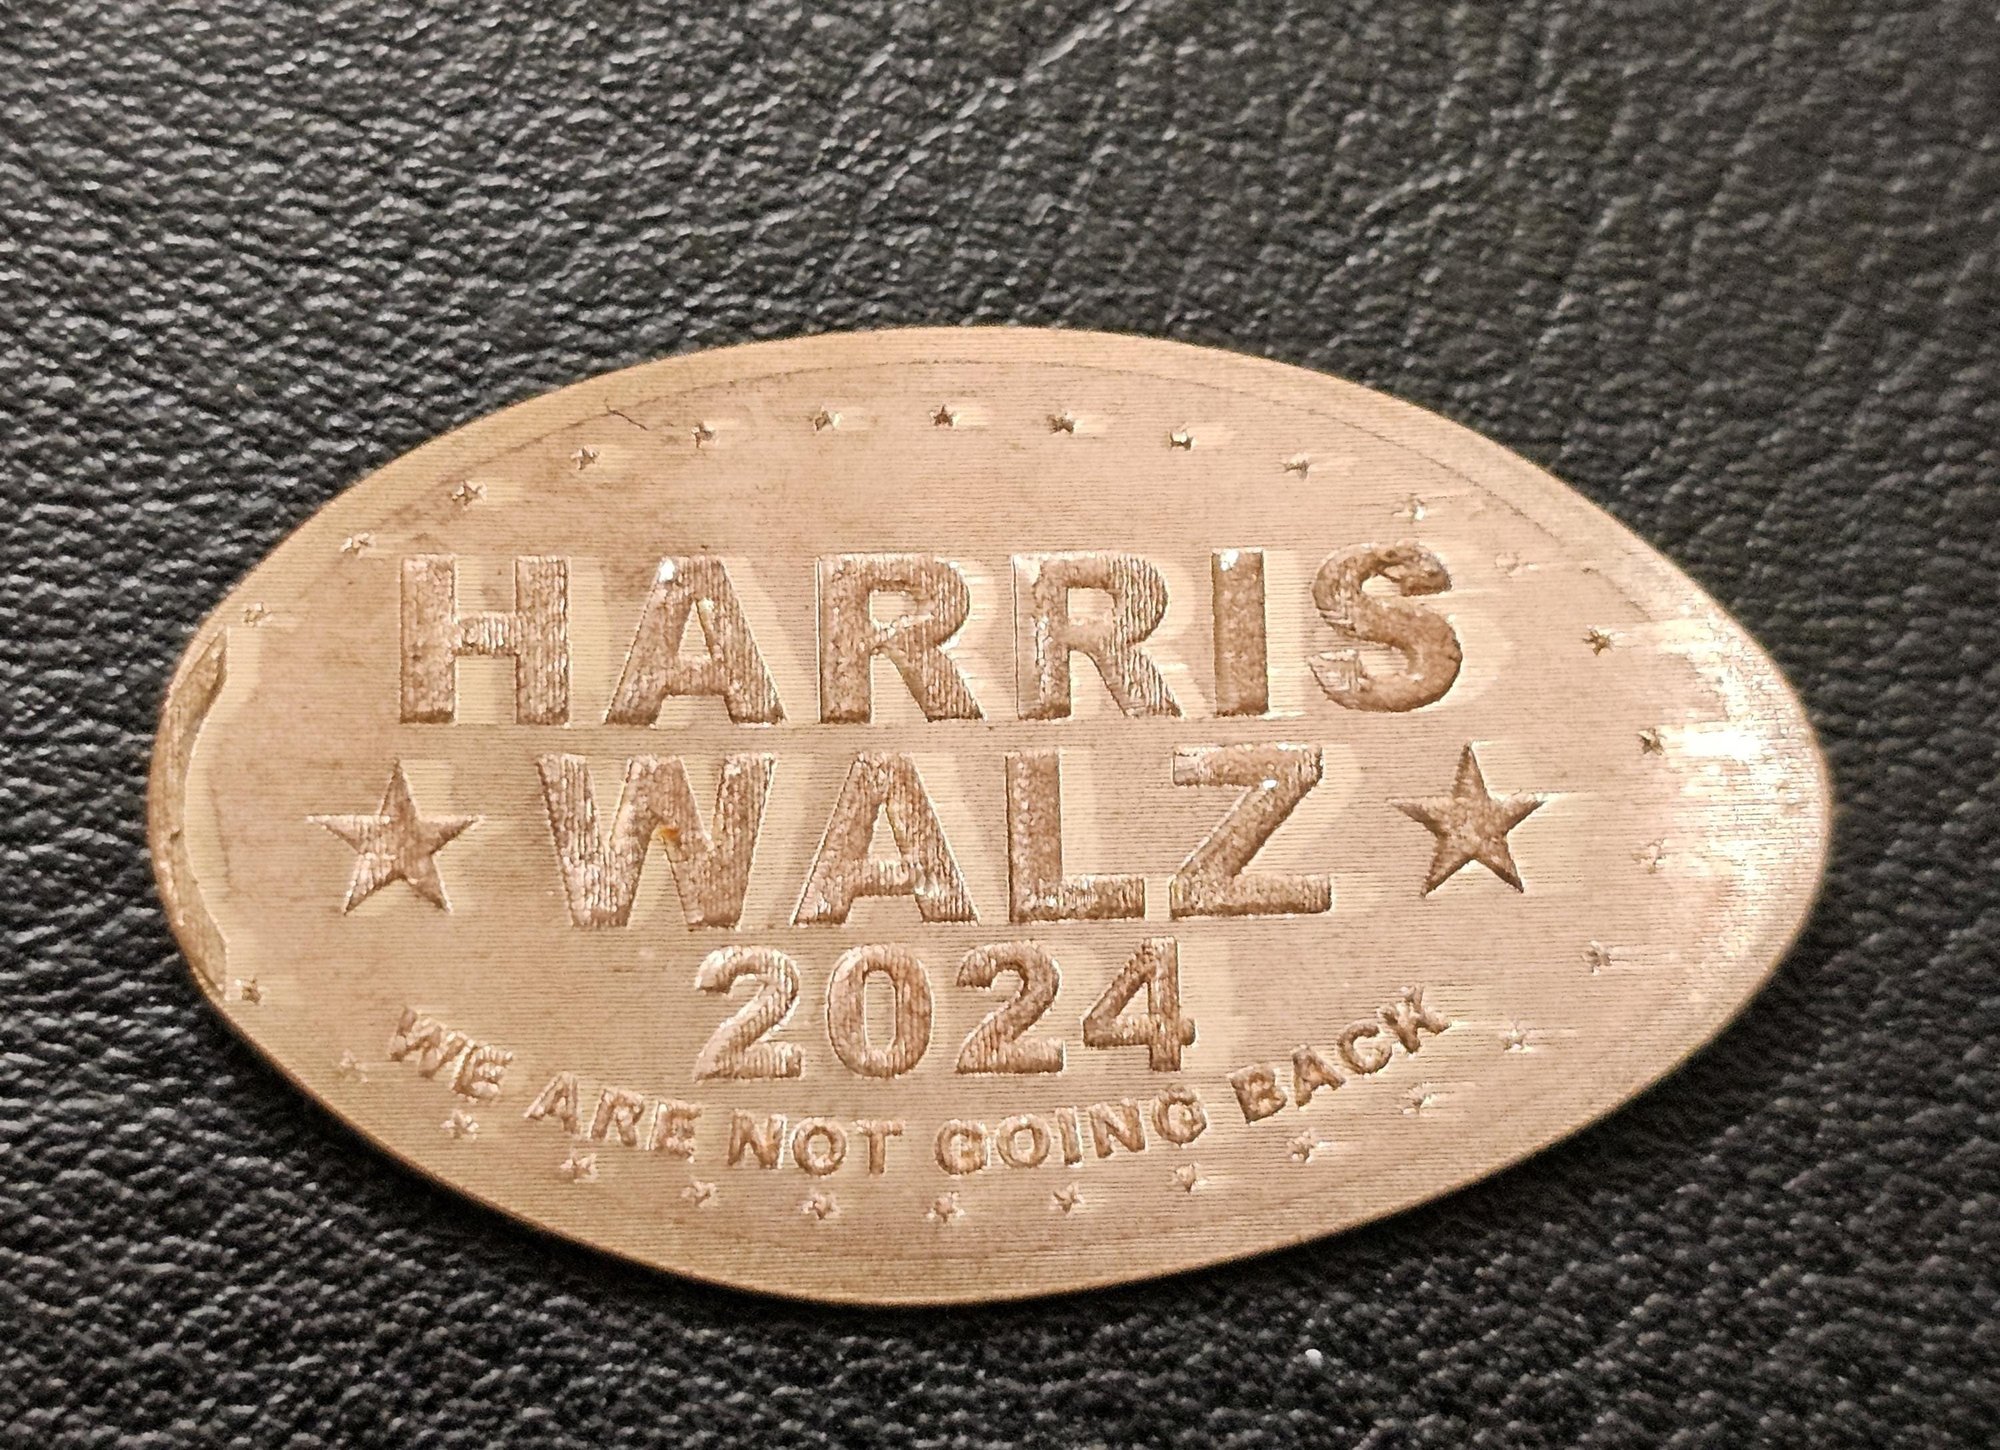 HARRIS
WALZ
2024
WE ARE NOT GOING BACK